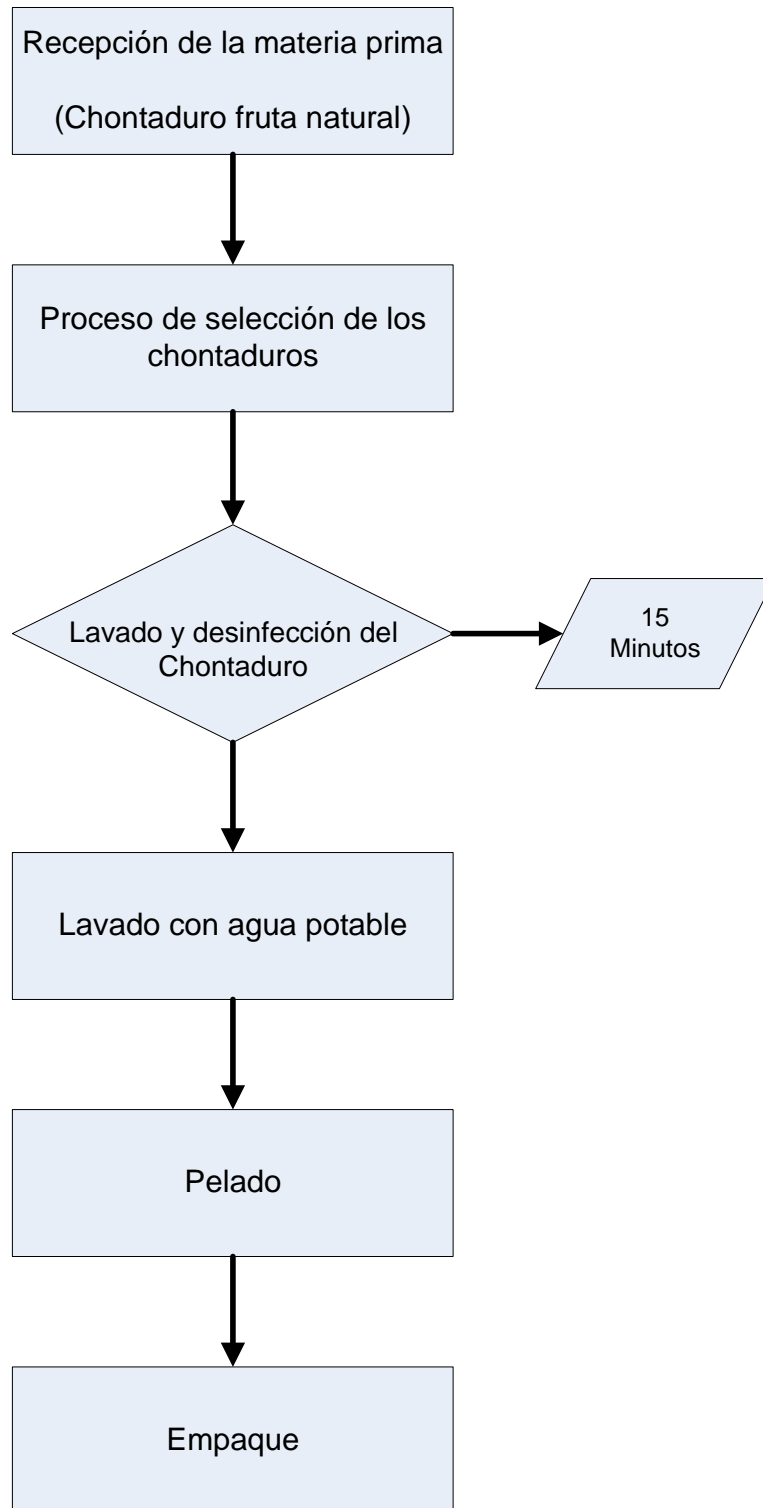 Recepción de la materia prima
(Chontaduro fruta natural)
Proceso de selección de los
chontaduros
Lavado y desinfección del
Chontaduro
15
Minutos
Lavado con agua potable
Pelado
Empaque